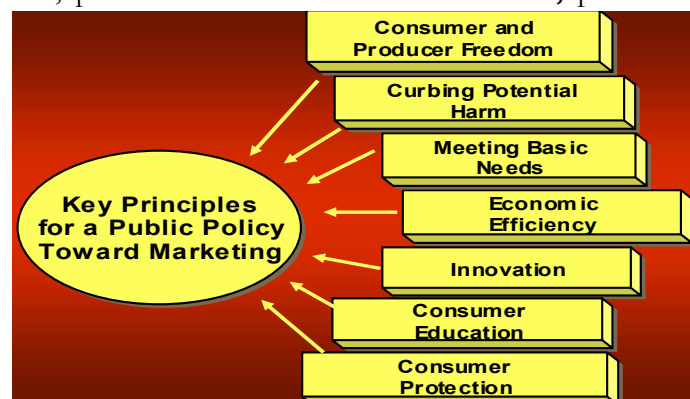 Consumer and
Producer Freedom
Curbing Potential
Harm
Meeting Basic
Needs
Key Principles
for a Public Policy
Toward Marketing
Economic
Efficiency
Innovation
Consumer
Education
Consumer
Protection